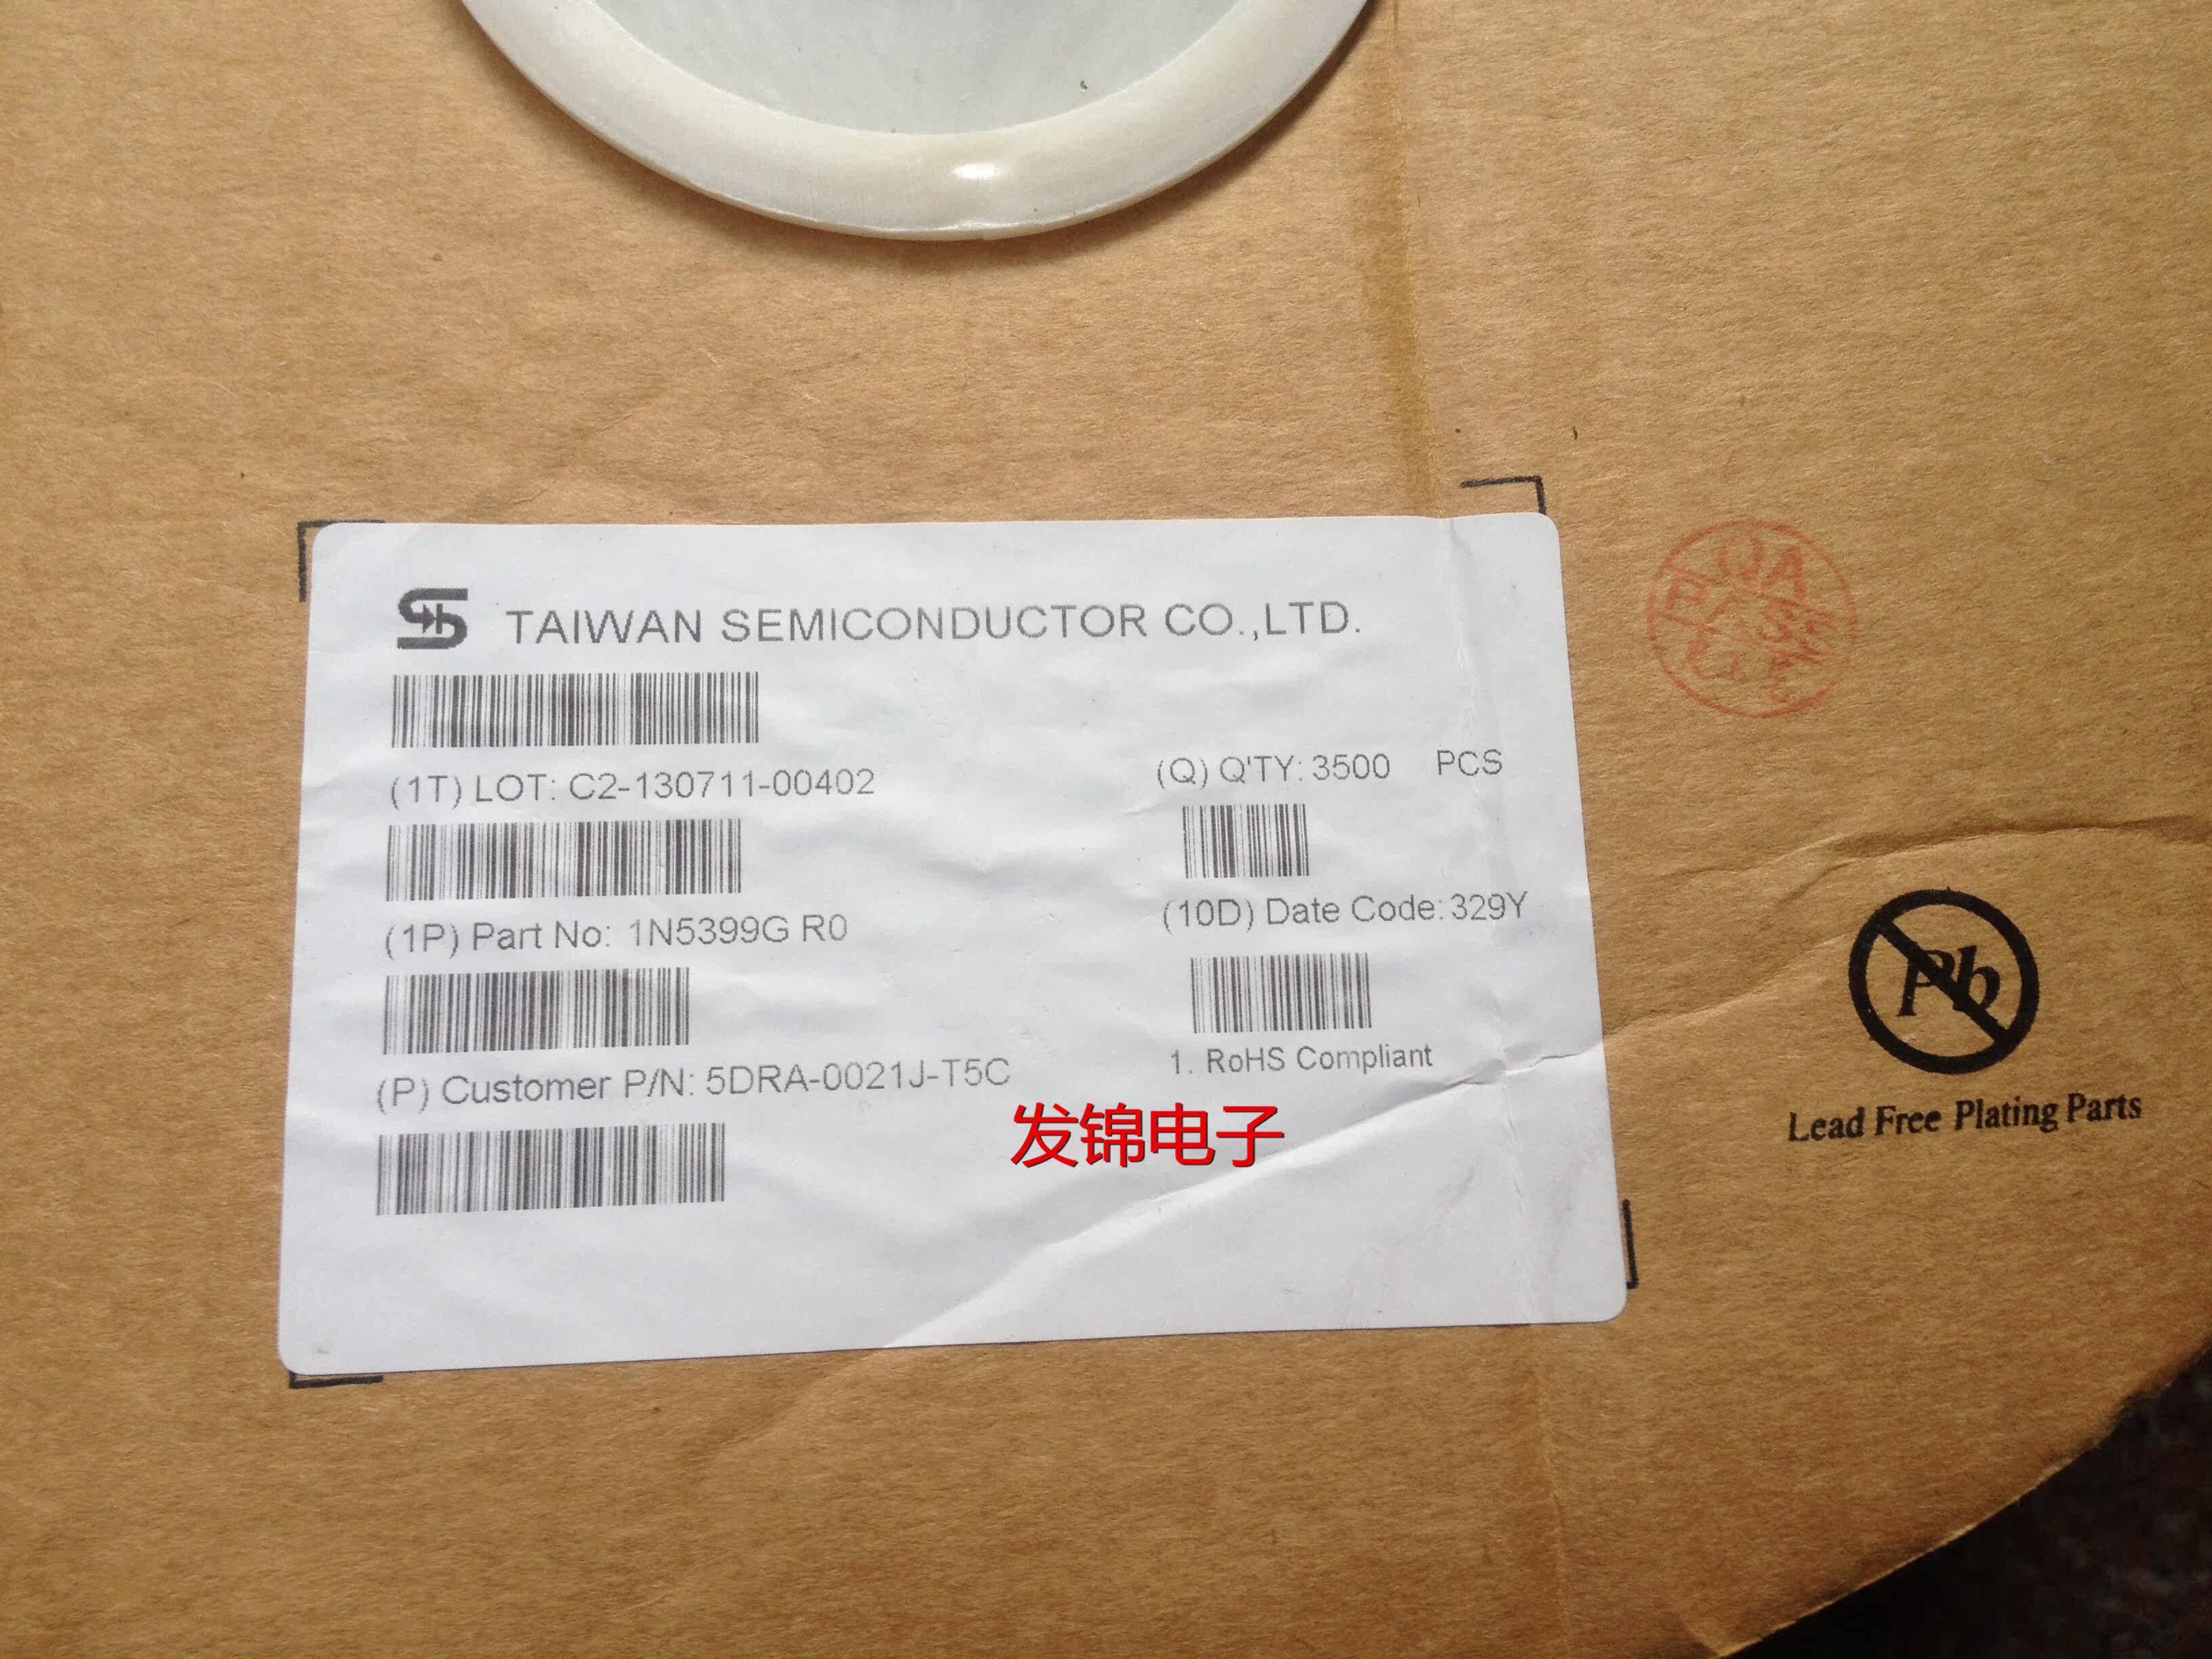 TAIWAN SEMICONDUCTOR CO.,LTD.
(1T) LOT: C2-130711-00402
(Q) Q'TY: 3500 PCS
(1P) Part No: 1N5399G R0
(10D) Date Code: 329Y
(P) Customer P/N: 5DRA-0021J-T5C
1. RoHS Compliant
发锦电子
Pb
Lead Free Plating Parts